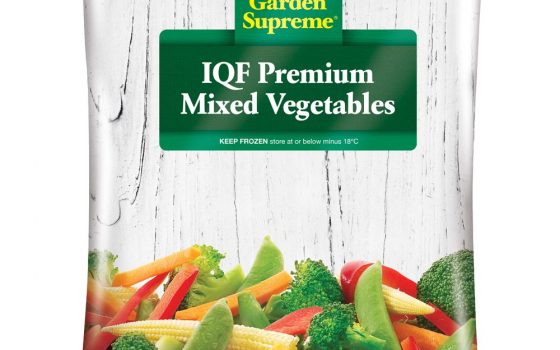 Garden
Supreme®
IQF Premium
Mixed Vegetables
KEEP FROZEN store at or below minus 18°C